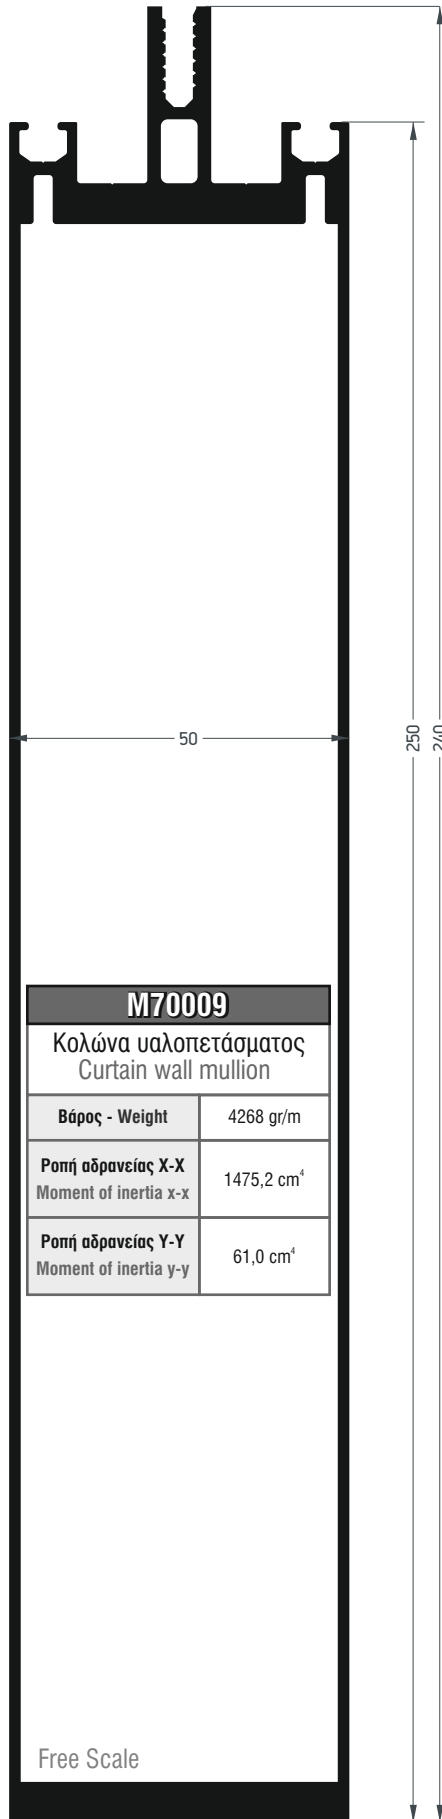 50
250
240
M70009
Κολώνα υαλοπετάσματος
Curtain wall mullion
Βάρος - Weight 4268 gr/m
Ροπή αδρανείας Χ-Χ
Moment of inertia x-x
1475,2 cm⁴
Ροπή αδρανείας Υ-Υ
Moment of inertia y-y
61,0 cm⁴
Free Scale